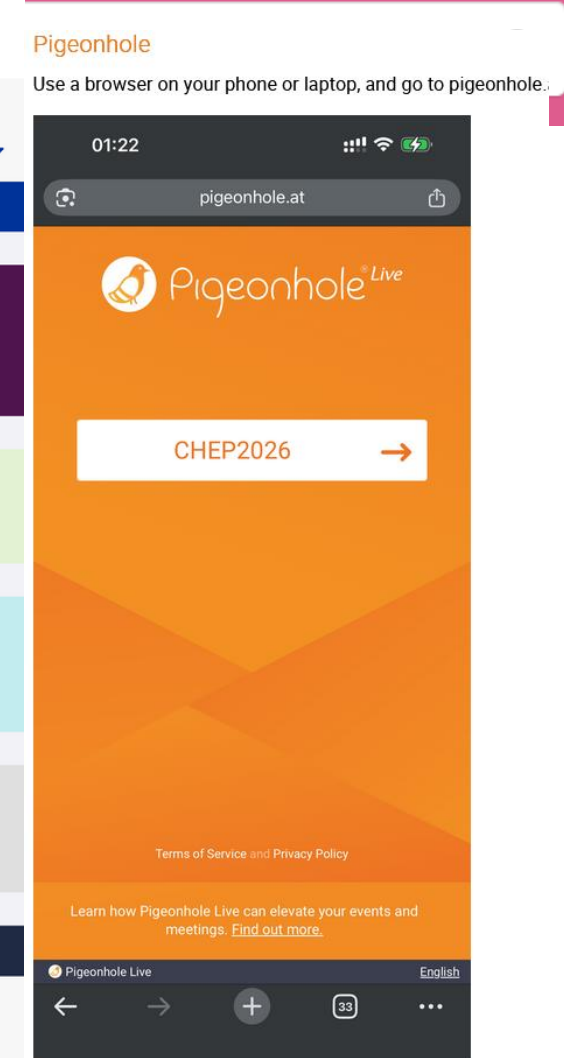 Pigeonhole
Use a browser on your phone or laptop, and go to pigeonhole.
01:22
pigeonhole.at
Pigeonhole® Live
CHEP2026
Terms of Service and Privacy Policy
Learn how Pigeonhole Live can elevate your events and
meetings. Find out more.
Pigeonhole Live English
33